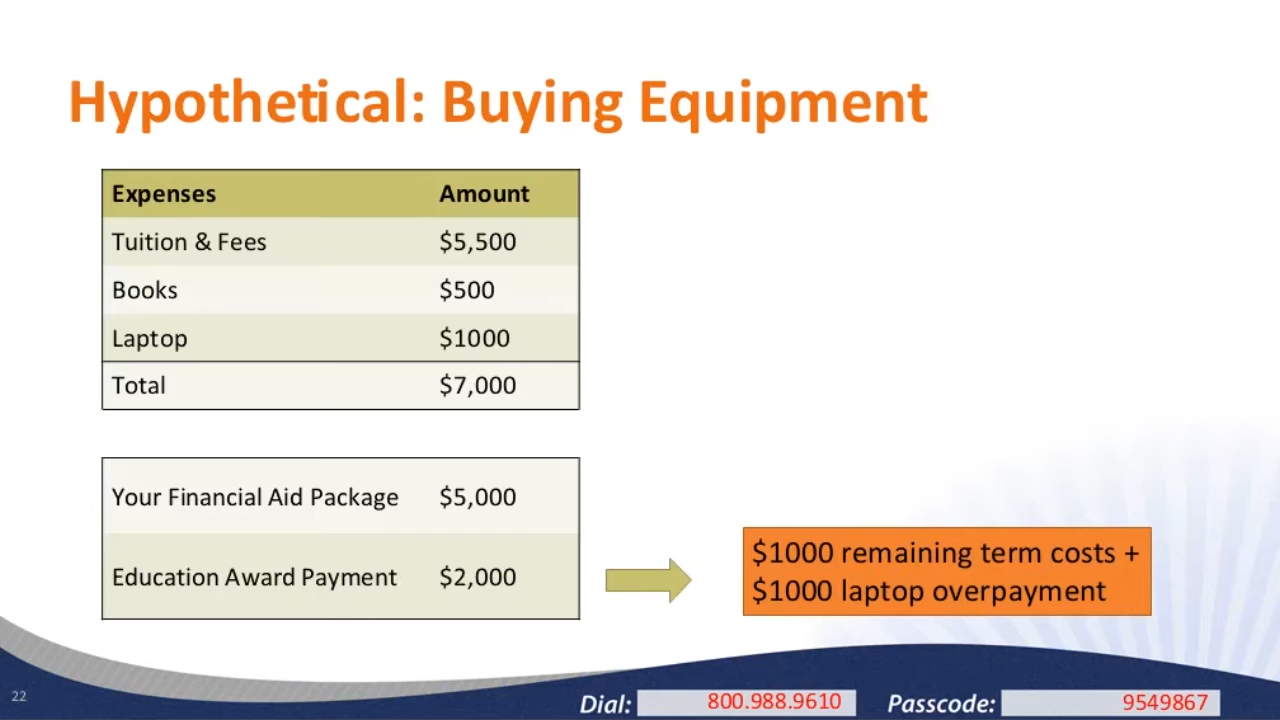 Hypothetical: Buying Equipment
Expenses Amount
Tuition & Fees $5,500
Books $500
Laptop $1000
Total $7,000
Your Financial Aid Package $5,000
Education Award Payment $2,000
$1000 remaining term costs +
$1000 laptop overpayment
22
Dial: 800.988.9610 Passcode: 9549867